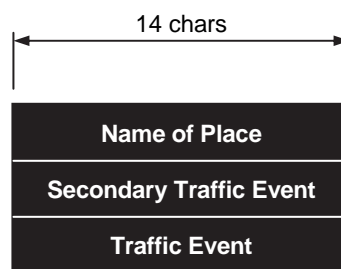 14 chars
Name of Place
Secondary Traffic Event
Traffic Event